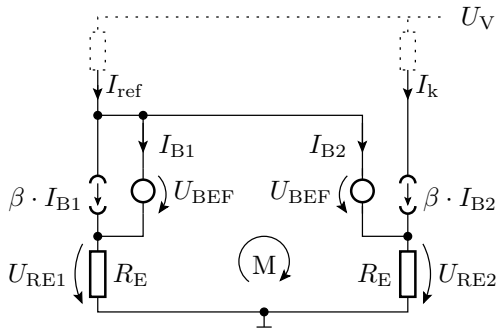 U_V
I_ref I_k
I_B1 I_B2
β · I_B1 U_BEF U_BEF β · I_B2
U_RE1 R_E M R_E U_RE2